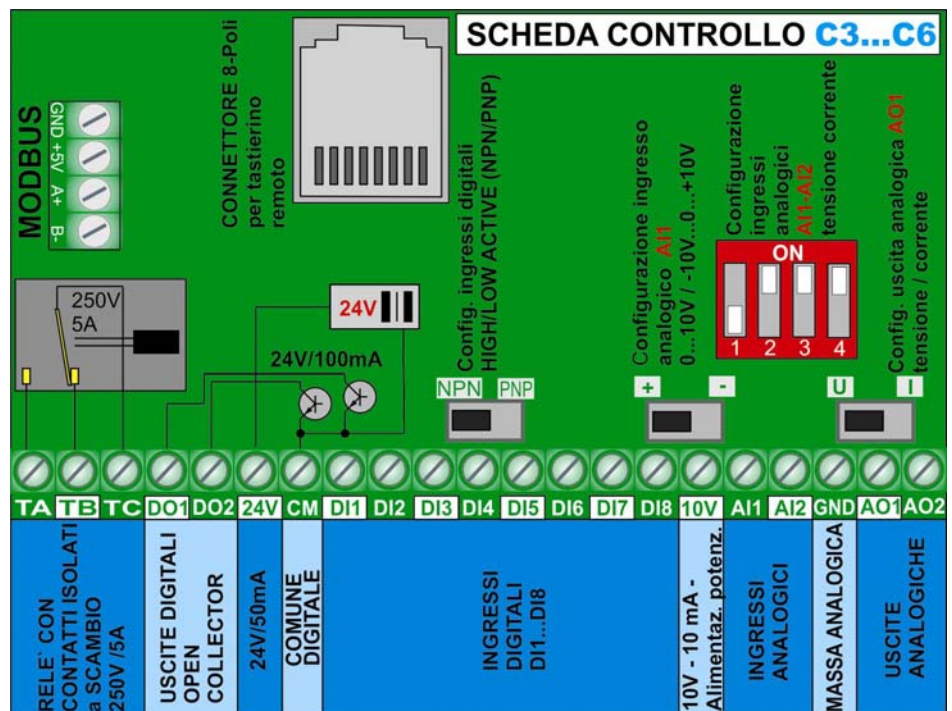 SCHEDA CONTROLLO C3...C6
MODBUS
GND
+5V
A+
B-
CONNETTORE 8-Poli
per tastierino
remoto
250V
5A
24V
24V/100mA
Config. ingressi digitali
HIGH/LOW ACTIVE (NPN/PNP)
NPN PNP
Configurazione ingresso
analogico AI1
0...10V / -10V...0...+10V
+ -
Configurazione
ingressi
analogici
AI1-AI2
tensione corrente
ON
1 2 3 4
Config. uscita analogica AO1
tensione / corrente
U I
TA TB TC DO1 DO2 24V CM DI1 DI2 DI3 DI4 DI5 DI6 DI7 DI8 10V AI1 AI2 GND AO1 AO2
RELE` CON
CONTATTI ISOLATI
a SCAMBIO
250V /5A
USCITE DIGITALI
OPEN
COLLECTOR
24V/50mA
COMUNE
DIGITALE
INGRESSI
DIGITALI
DI1...DI8
10V - 10 mA -
Alimentaz. potenz.
INGRESSI
ANALOGICI
MASSA ANALOGICA
USCITE
ANALOGICHE